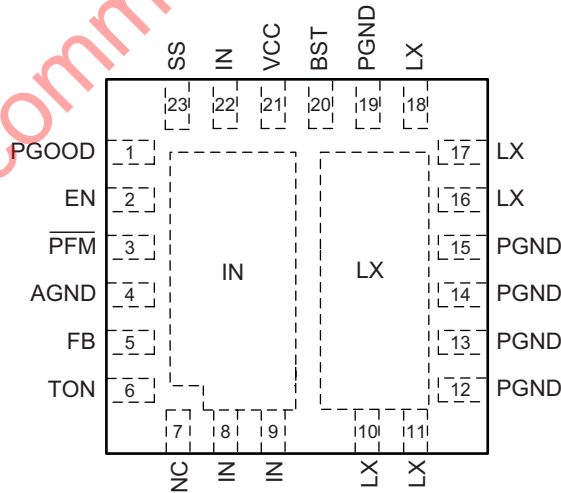 comm
SS IN VCC BST PGND LX
23 22 21 20 19 18
PGOOD 1 17 LX
EN 2 16 LX
PFM 3 15 PGND
IN LX
AGND 4 14 PGND
FB 5 13 PGND
TON 6 12 PGND
7 8 9 10 11
NC IN IN LX LX